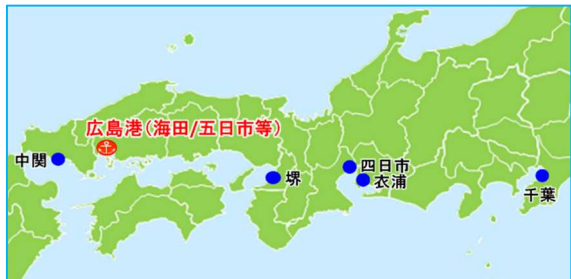 広島港(海田/五日市等)
中関
堺
四日市
衣浦
千葉